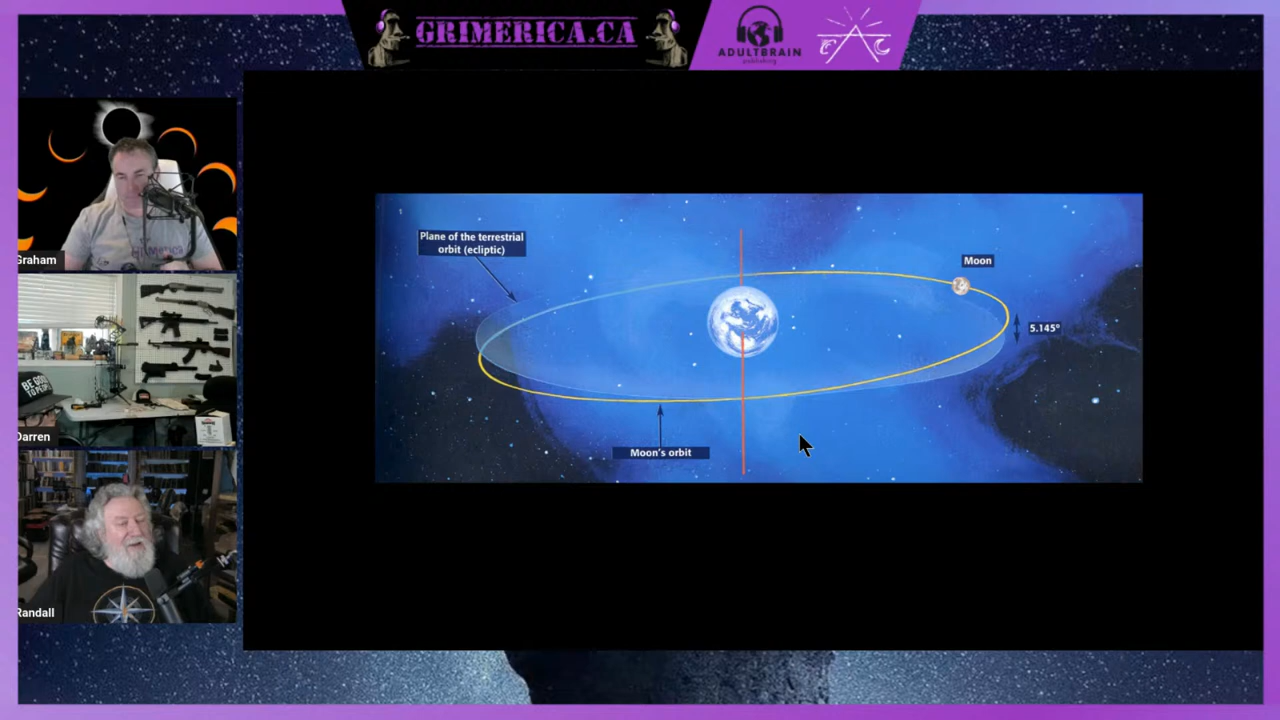 GRIMERICA.CA
ADULTBRAIN
publishing
Graham
Plane of the terrestrial
orbit (ecliptic)
Moon
5.145°
Moon's orbit
Darren
Randall